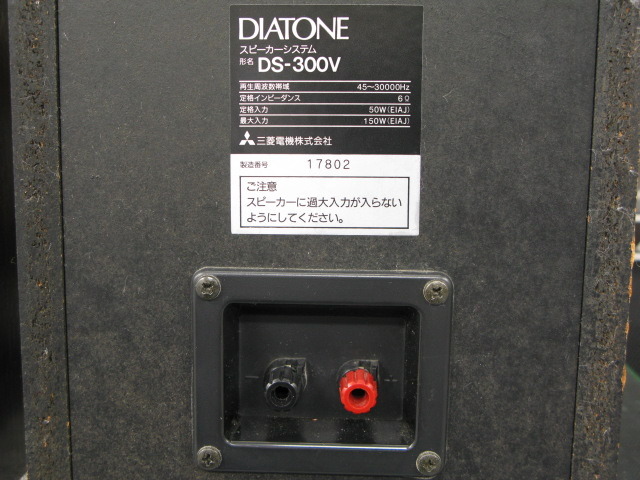 DIATONE
スピーカーシステム
形名 DS-300V
再生周波数帯域 45〜30000Hz
定格インピーダンス 6Ω
定格入力 50W(EIAJ)
最大入力 150W(EIAJ)
三菱電機株式会社
製造番号 17802
ご注意
スピーカーに過大入力が入らない
ようにしてください。